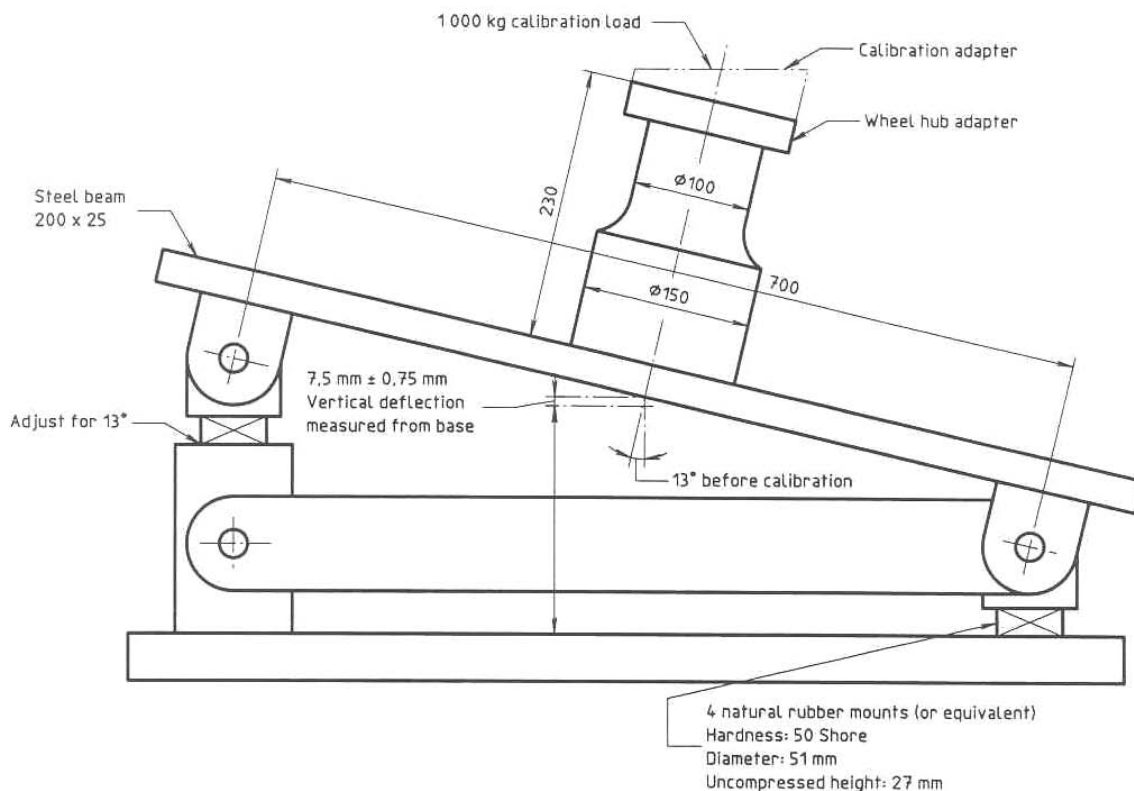 1 000 kg calibration load
Calibration adapter
Wheel hub adapter
ø100
230
Steel beam
200 x 25
700
ø150
7,5 mm ± 0,75 mm
Vertical deflection
measured from base
Adjust for 13°
13° before calibration
4 natural rubber mounts (or equivalent)
Hardness: 50 Shore
Diameter: 51 mm
Uncompressed height: 27 mm